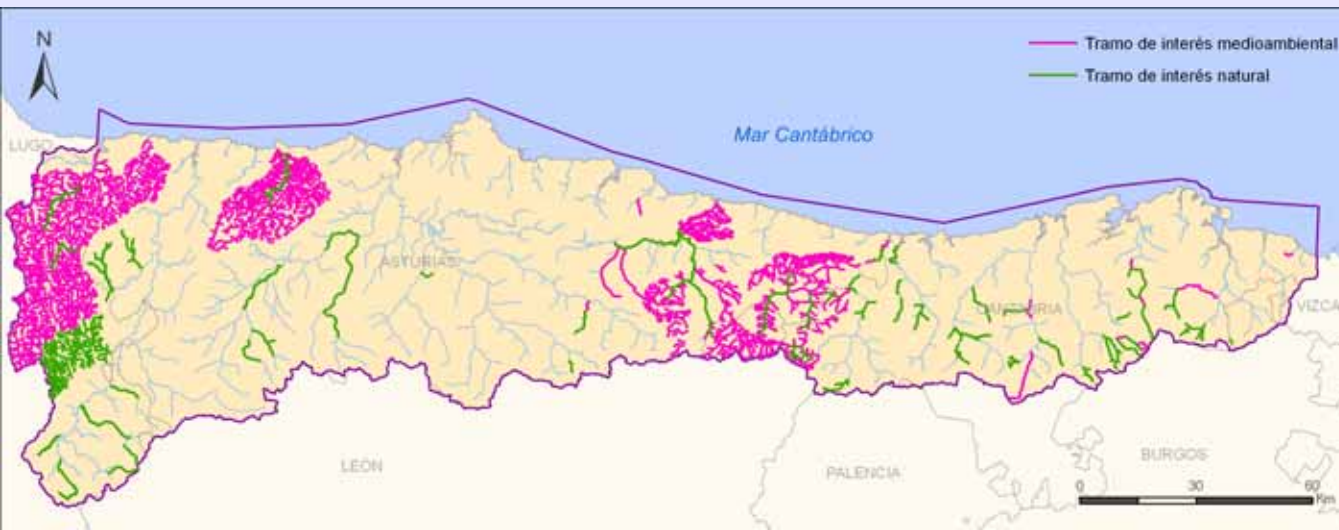 N
Tramo de interés medioambiental
Tramo de interés natural
Mar Cantábrico
LUGO
ASTURIAS
CANTABRIA
VIZCA
LEÓN
PALENCIA
BURGOS
0 30 60
Km